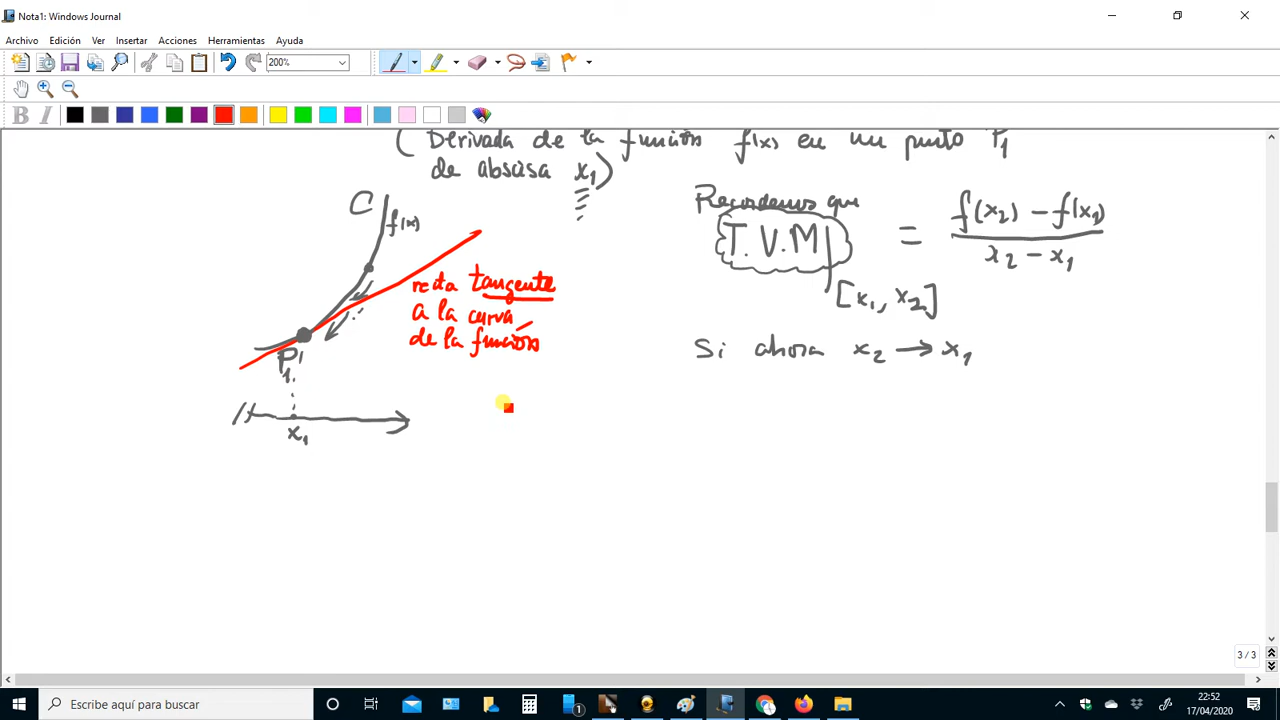 Nota1: Windows Journal
Archivo Edición Ver Insertar Acciones Herramientas Ayuda
200%
B I
( Derivada de la función f(x) en un punto P1
de abscisa x1)
C
f(x)
recta tangente
a la curva
de la función
P1
x1
Recordemos que
T.V.M = f(x2) - f(x1)
x2 - x1
[x1, x2]
Si ahora x2 → x1
3 / 3
Escribe aquí para buscar
1
22:52
17/04/2020